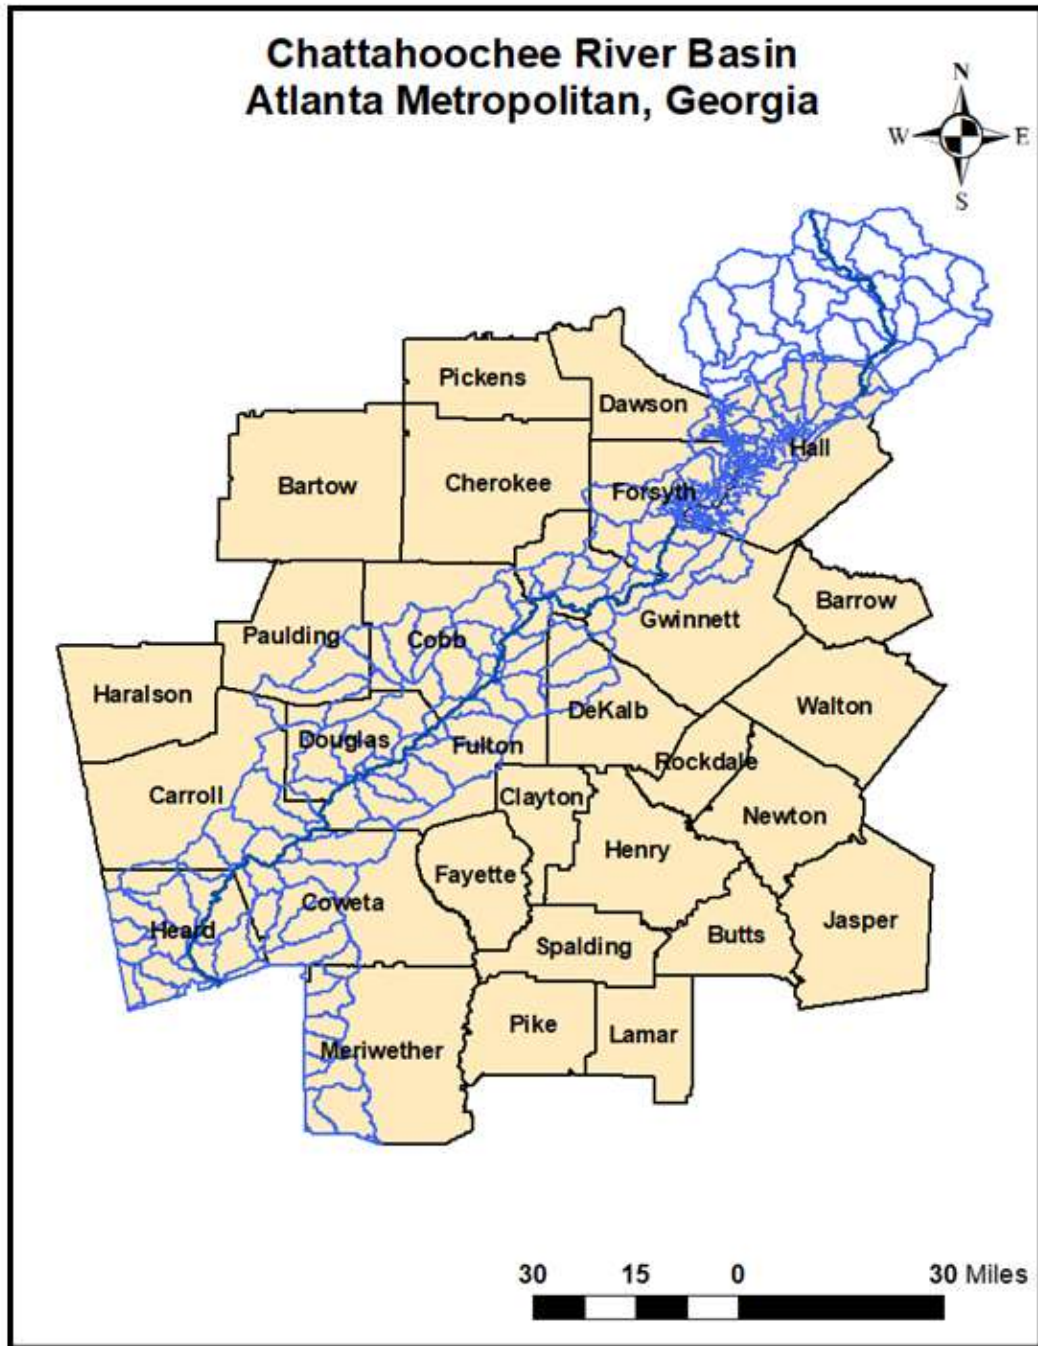 Chattahoochee River Basin
Atlanta Metropolitan, Georgia
N
W E
S
Pickens
Dawson
Hall
Bartow
Cherokee
Forsyth
Barrow
Gwinnett
Paulding
Cobb
Haralson
Walton
DeKalb
Douglas
Fulton
Rockdale
Carroll
Clayton
Newton
Henry
Fayette
Coweta
Jasper
Heard
Butts
Spalding
Pike
Lamar
Meriwether
30 15 0 30 Miles